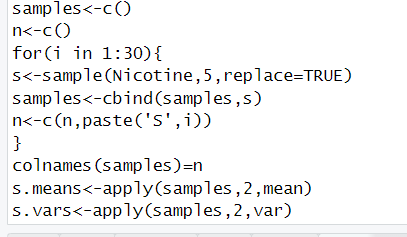 samples<-c()
n<-c()
for(i in 1:30){
s<-sample(Nicotine,5,replace=TRUE)
samples<-cbind(samples,s)
n<-c(n,paste('S',i))
}
colnames(samples)=n
s.means<-apply(samples,2,mean)
s.vars<-apply(samples,2,var)